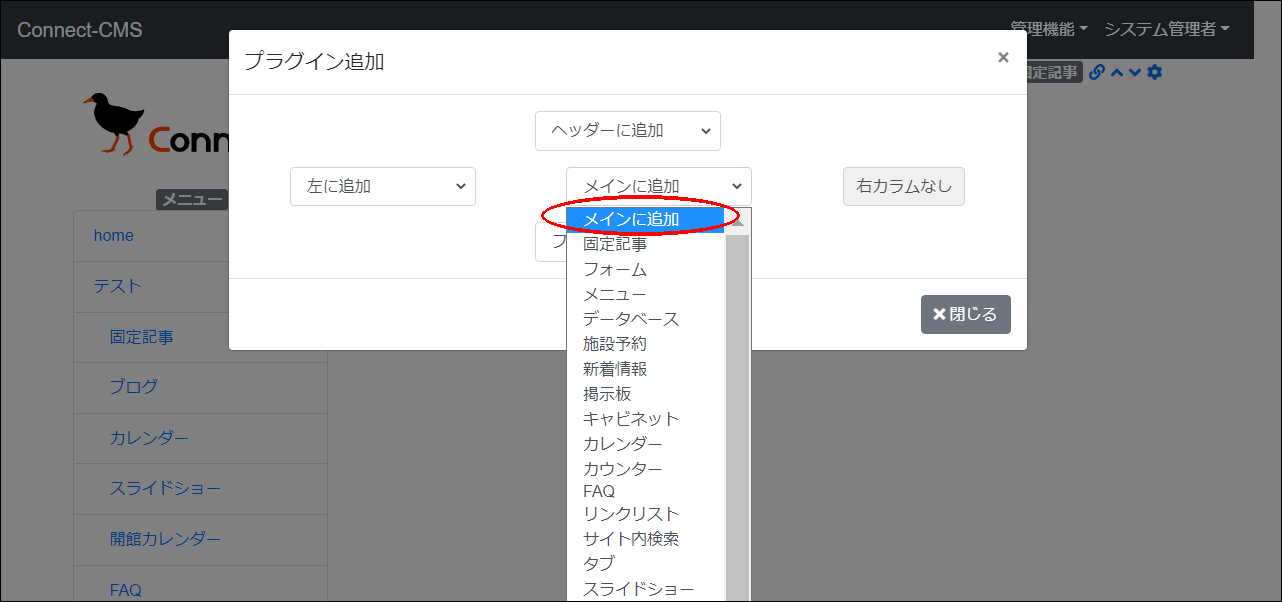 Connect-CMS
管理機能
システム管理者
プラグイン追加
×
固定記事
Conn
ヘッダーに追加
左に追加
メインに追加
右カラムなし
メニュー
メインに追加
フ
home
固定記事
フォーム
テスト
メニュー
データベース
閉じる
固定記事
施設予約
新着情報
ブログ
掲示板
キャビネット
カレンダー
カレンダー
カウンター
スライドショー
FAQ
リンクリスト
開館カレンダー
サイト内検索
タブ
FAQ
スライドショー